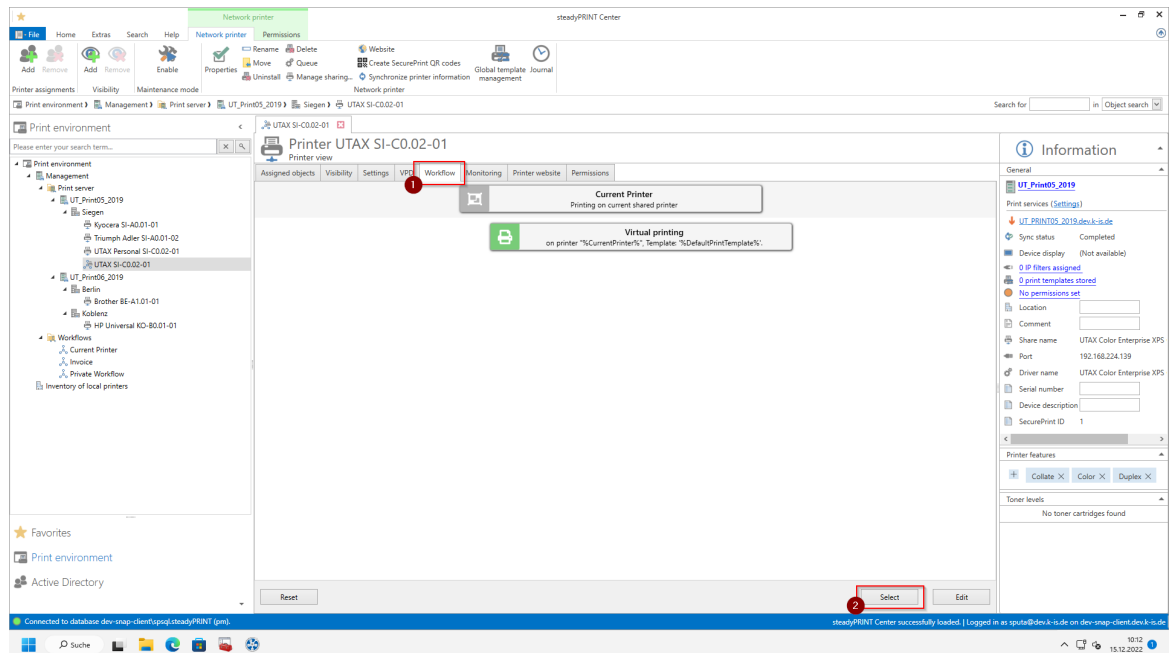 Network printer
steadyPRINT Center
File Home Extras Search Help Network printer Permissions
Add Remove Add Remove Enable Properties
Rename Delete Website
Move Queue Create SecurePrint QR codes
Uninstall Manage sharing... Synchronize printer information
Global template management Journal
Printer assignments Visibility Maintenance mode Network printer
Print environment Management Print server UT_Print05_2019 Siegen UTAX SI-C0.02-01
Search for in Object search
Print environment
Please enter your search term...
Print environment
Management
Print server
UT_Print05_2019
Siegen
Kyocera SI-A0.01-01
Triumph Adler SI-A0.01-02
UTAX Personal SI-C0.02-01
UTAX SI-C0.02-01
UT_Print06_2019
Berlin
Brother BE-A1.01-01
Koblenz
HP Universal KO-B0.01-01
Workflows
Current Printer
Invoice
Private Workflow
Inventory of local printers
Favorites
Print environment
Active Directory
UTAX SI-C0.02-01
Printer UTAX SI-C0.02-01
Printer view
Assigned objects Visibility Settings VPD Workflow Monitoring Printer website Permissions
1
Current Printer
Printing on current shared printer
Virtual printing
on printer "%CurrentPrinter%", Template: '%DefaultPrintTemplate%'.
Reset Select Edit
2
Information
General
UT_Print05_2019
Print services (Settings)
UT_PRINT05_2019.dev.k-is.de
Sync status Completed
Device display (Not available)
0 IP filters assigned
0 print templates stored
No permissions set
Location
Comment
Share name UTAX Color Enterprise XPS
Port 192.168.224.139
Driver name UTAX Color Enterprise XPS
Serial number
Device description
SecurePrint ID 1
Printer features
Collate Color Duplex
Toner levels
No toner cartridges found
Connected to database dev-snap-client\spsql.steadyPRINT (pm).
steadyPRINT Center successfully loaded. | Logged in as sputa@dev.k-is.de on dev-snap-client.dev.k-is.de
Suche
10:12
15.12.2022
1